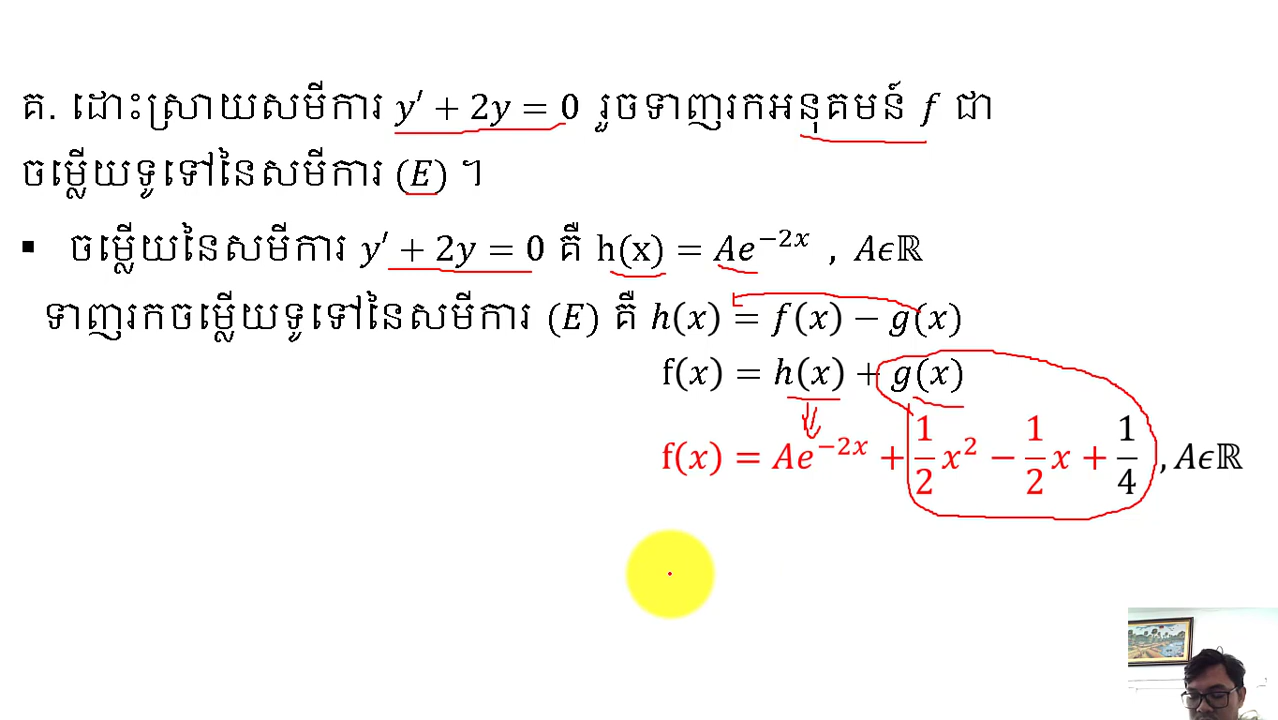 គ. ដោះស្រាយសមីការ y′ + 2y = 0 រួចទាញរកអនុគមន៍ f ជា
ចម្លើយទូទៅនៃសមីការ (E) ។
▪ ចម្លើយនៃសមីការ y′ + 2y = 0 គឺ h(x) = Ae⁻²ˣ , Aϵℝ
ទាញរកចម្លើយទូទៅនៃសមីការ (E) គឺ h(x) = f(x) − g(x)
f(x) = h(x) + g(x)
f(x) = Ae⁻²ˣ + 1/2 x² − 1/2 x + 1/4 , Aϵℝ